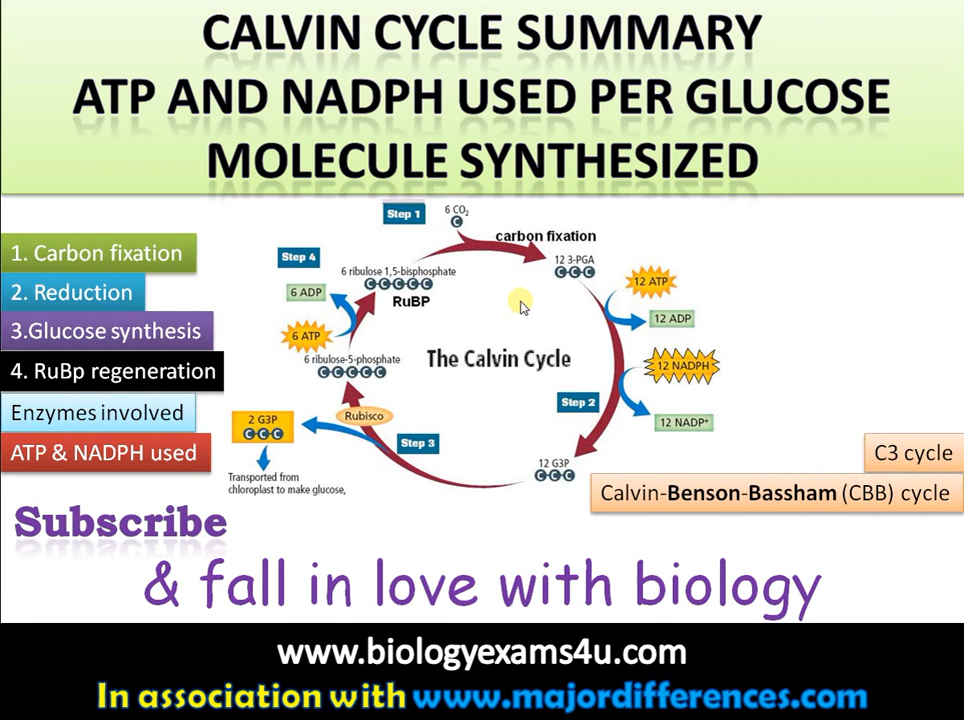 CALVIN CYCLE SUMMARY
ATP AND NADPH USED PER GLUCOSE
MOLECULE SYNTHESIZED
1. Carbon fixation
2. Reduction
3.Glucose synthesis
4. RuBp regeneration
Enzymes involved
ATP & NADPH used
Step 1
6 CO₂
C
carbon fixation
12 3-PGA
C C C
12 ATP
12 ADP
12 NADPH
12 NADP⁺
Step 2
12 G3P
C C C
Step 3
Rubisco
2 G3P
C C C
Transported from
chloroplast to make glucose,
6 ribulose-5-phosphate
C C C C C
6 ATP
6 ADP
Step 4
6 ribulose 1,5-bisphosphate
C C C C C
RuBP
The Calvin Cycle
C3 cycle
Calvin-Benson-Bassham (CBB) cycle
Subscribe
& fall in love with biology
www.biologyexams4u.com
In association with www.majordifferences.com